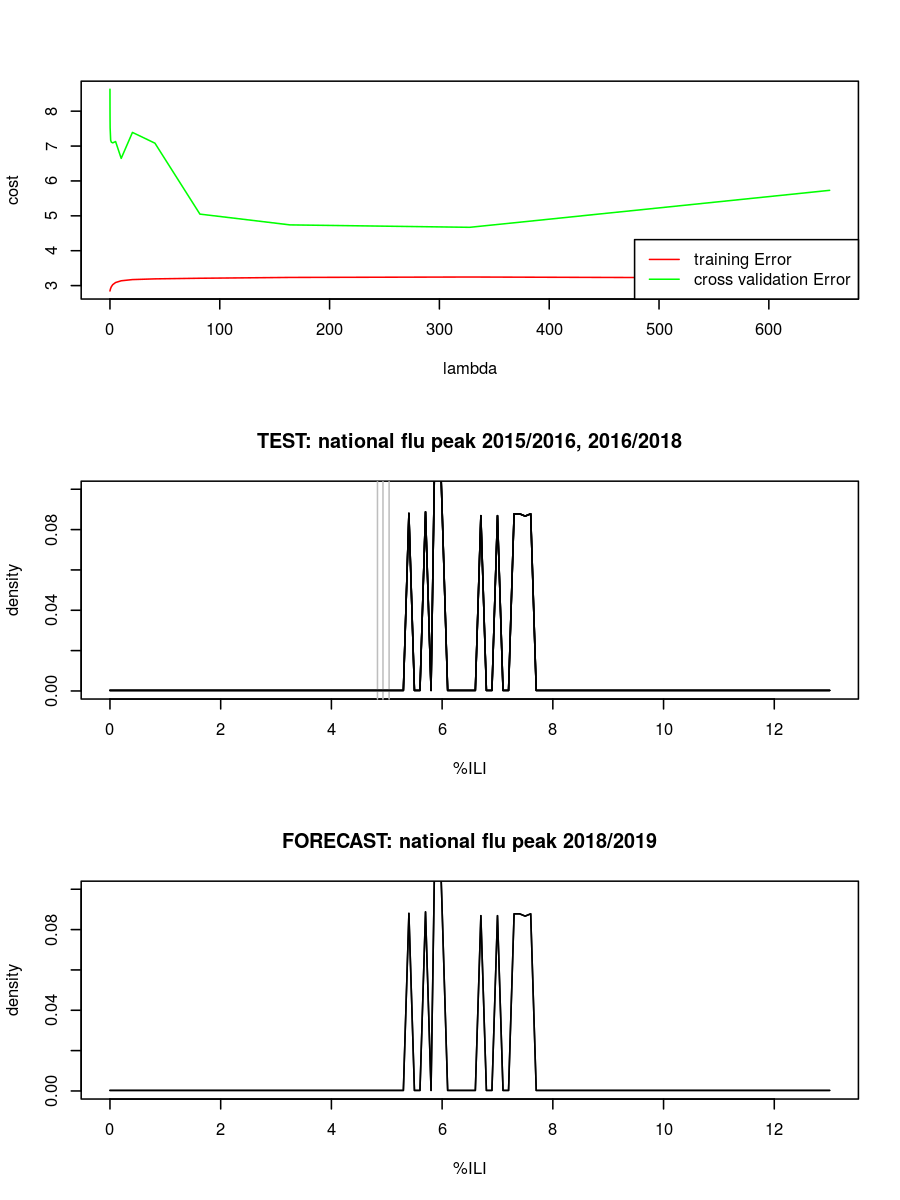 cost
8
7
6
5
4
3
training Error
cross validation Error
0 100 200 300 400 500 600
lambda
TEST: national flu peak 2015/2016, 2016/2018
density
0.08
0.04
0.00
0 2 4 6 8 10 12
%ILI
FORECAST: national flu peak 2018/2019
density
0.08
0.04
0.00
0 2 4 6 8 10 12
%ILI